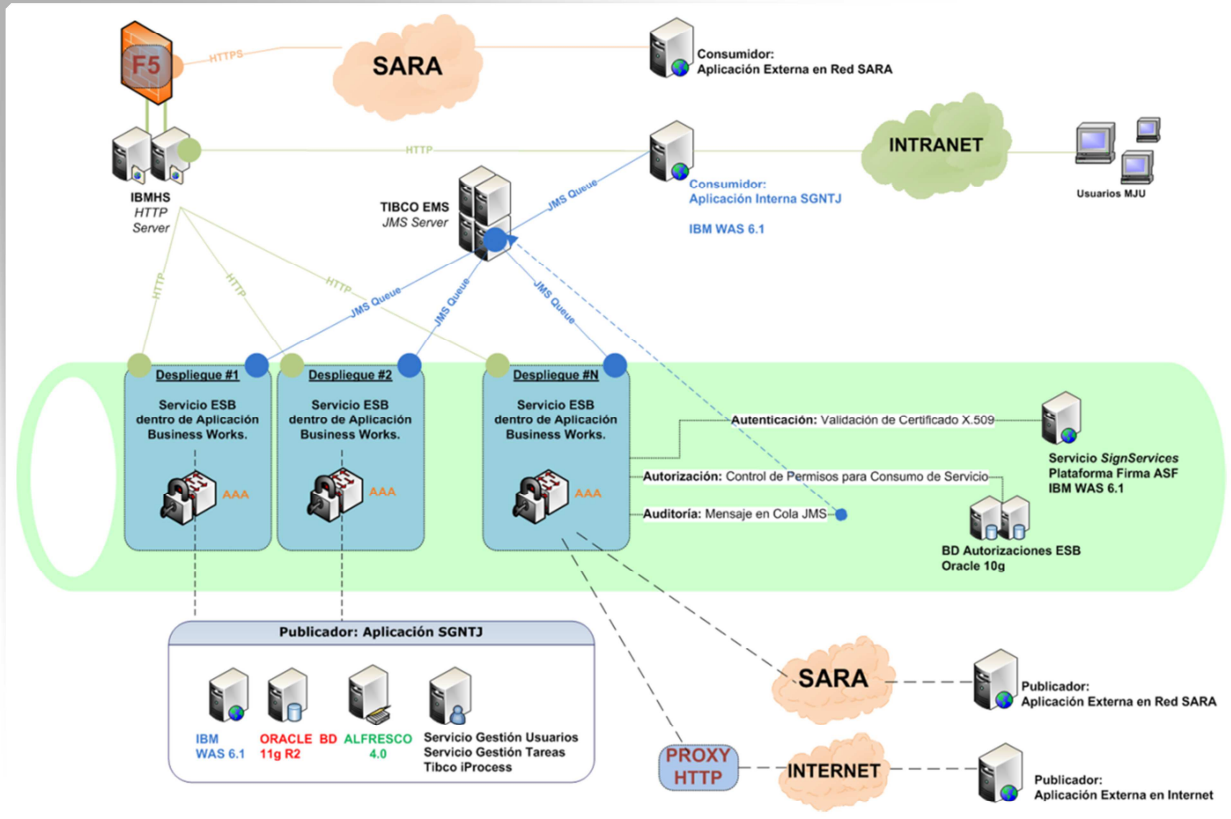 F5
HTTPS
SARA
Consumidor:
Aplicación Externa en Red SARA
HTTP
INTRANET
IBMHS
HTTP
Server
TIBCO EMS
JMS Server
JMS Queue
Consumidor:
Aplicación Interna SGNTJ
IBM WAS 6.1
Usuarios MJU
HTTP
HTTP
HTTP
JMS Queue
JMS Queue
JMS Queue
Despliegue #1
Servicio ESB
dentro de Aplicación
Business Works.
AAA
Despliegue #2
Servicio ESB
dentro de Aplicación
Business Works.
AAA
Despliegue #N
Servicio ESB
dentro de Aplicación
Business Works.
AAA
Autenticación: Validación de Certificado X.509
Autorización: Control de Permisos para Consumo de Servicio
Auditoría: Mensaje en Cola JMS
Servicio SignServices
Plataforma Firma ASF
IBM WAS 6.1
BD Autorizaciones ESB
Oracle 10g
Publicador: Aplicación SGNTJ
IBM
WAS 6.1
ORACLE BD
11g R2
ALFRESCO
4.0
Servicio Gestión Usuarios
Servicio Gestión Tareas
Tibco iProcess
SARA
Publicador:
Aplicación Externa en Red SARA
PROXY
HTTP
INTERNET
Publicador:
Aplicación Externa en Internet